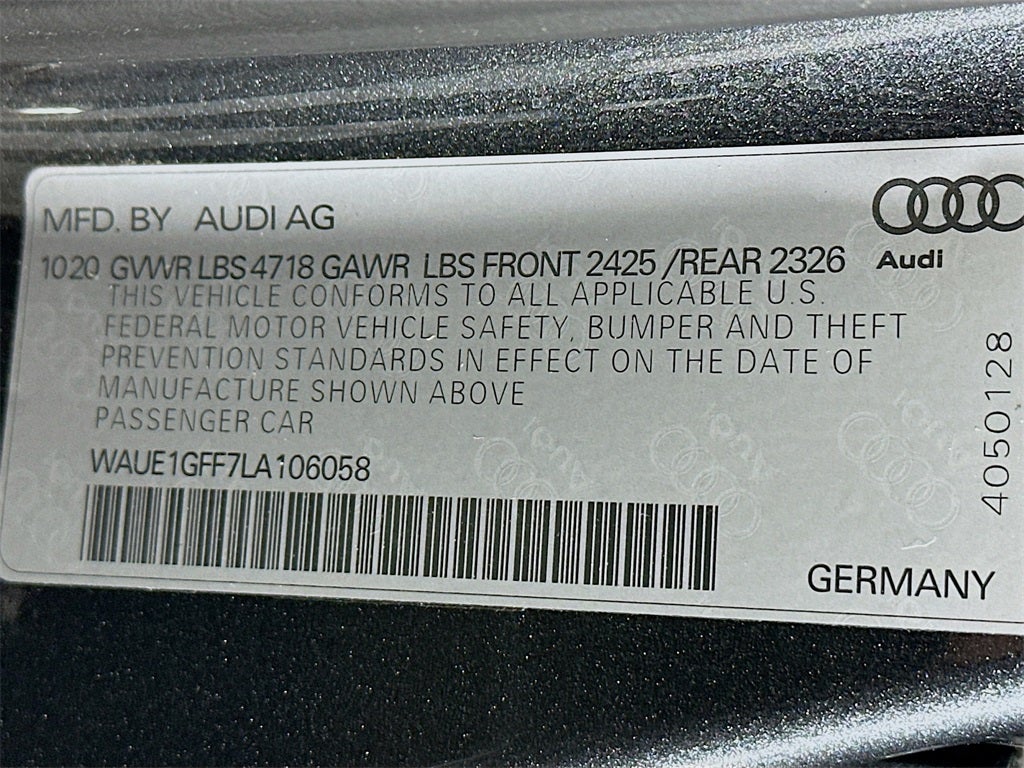 MFD. BY AUDI AG
1020 GVWR LBS 4718 GAWR LBS FRONT 2425 /REAR 2326
Audi
THIS VEHICLE CONFORMS TO ALL APPLICABLE U.S.
FEDERAL MOTOR VEHICLE SAFETY, BUMPER AND THEFT
PREVENTION STANDARDS IN EFFECT ON THE DATE OF
MANUFACTURE SHOWN ABOVE
PASSENGER CAR
WAUE1GFF7LA106058
4050128
GERMANY